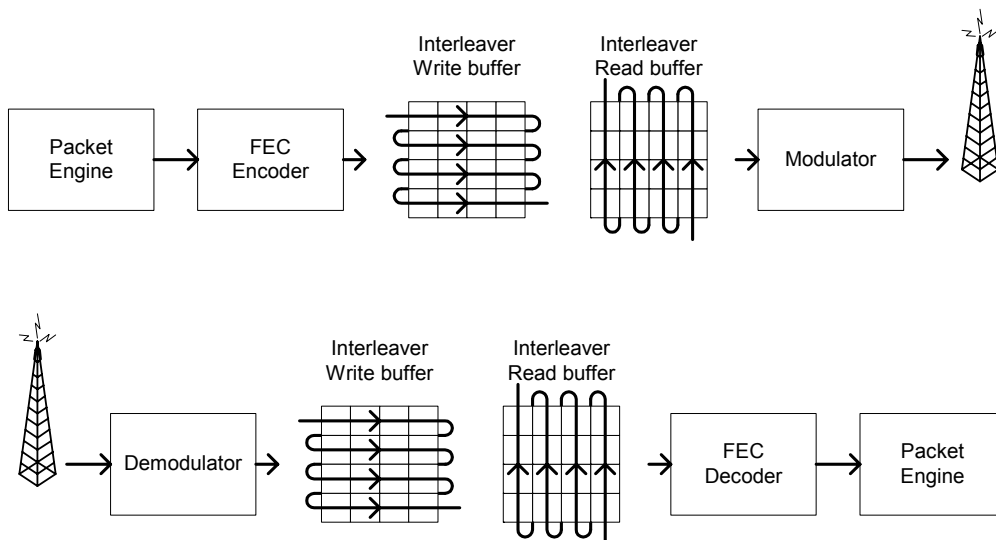 Interleaver
Write buffer
Interleaver
Read buffer
Packet
Engine
FEC
Encoder
Modulator
Interleaver
Write buffer
Interleaver
Read buffer
Demodulator
FEC
Decoder
Packet
Engine